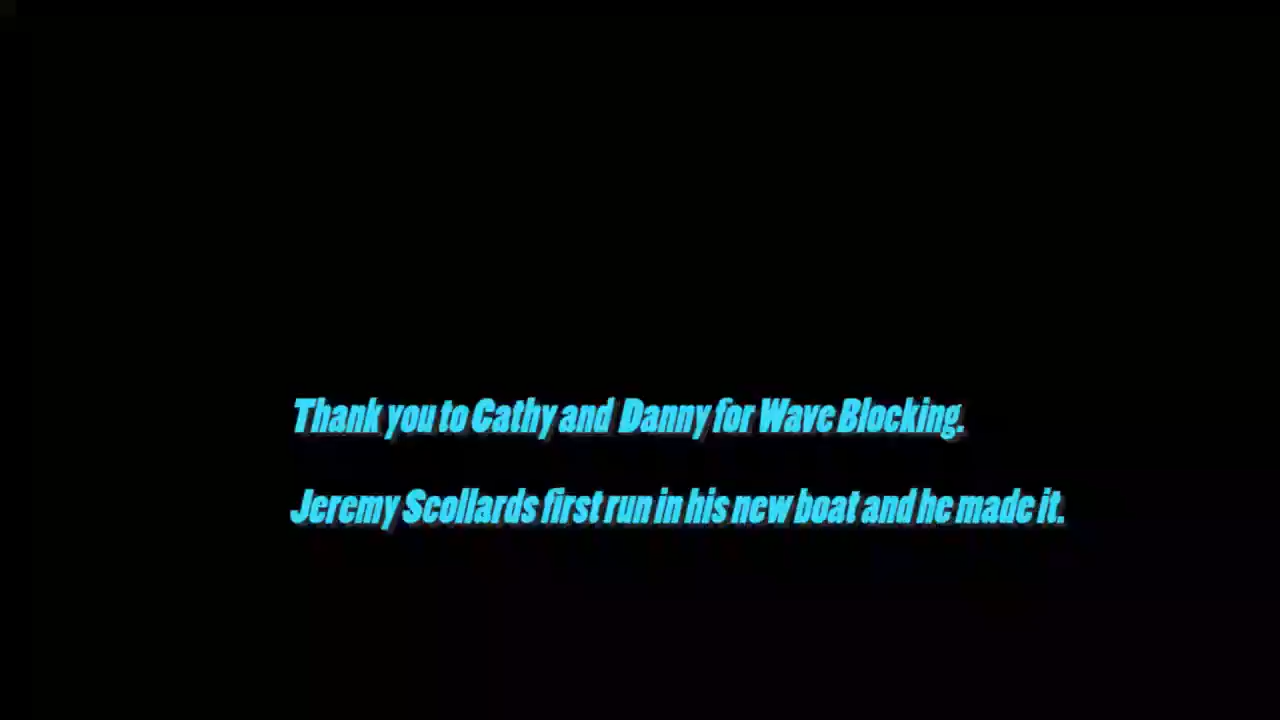 Thank you to Cathy and Danny for Wave Blocking.
Jeremy Scollards first run in his new boat and he made it.